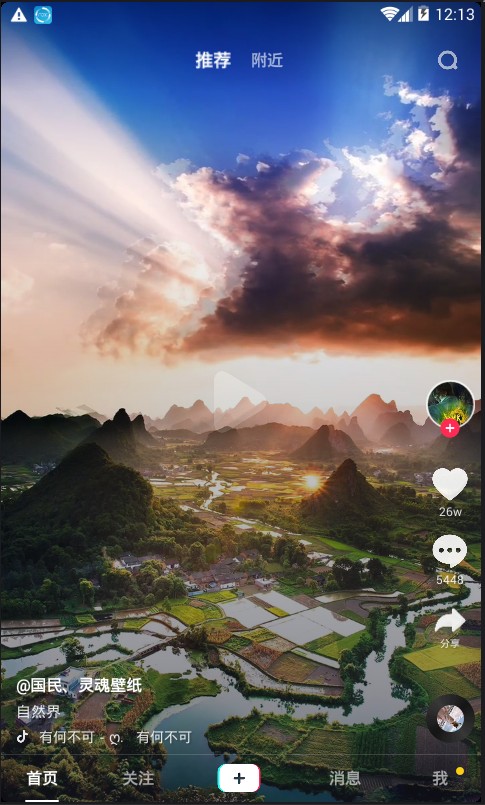 12:13
推荐 附近
26w
5448
分享
@国民、灵魂壁纸
自然界
有何不可 - ღ. 有何不可
首页 关注 消息 我